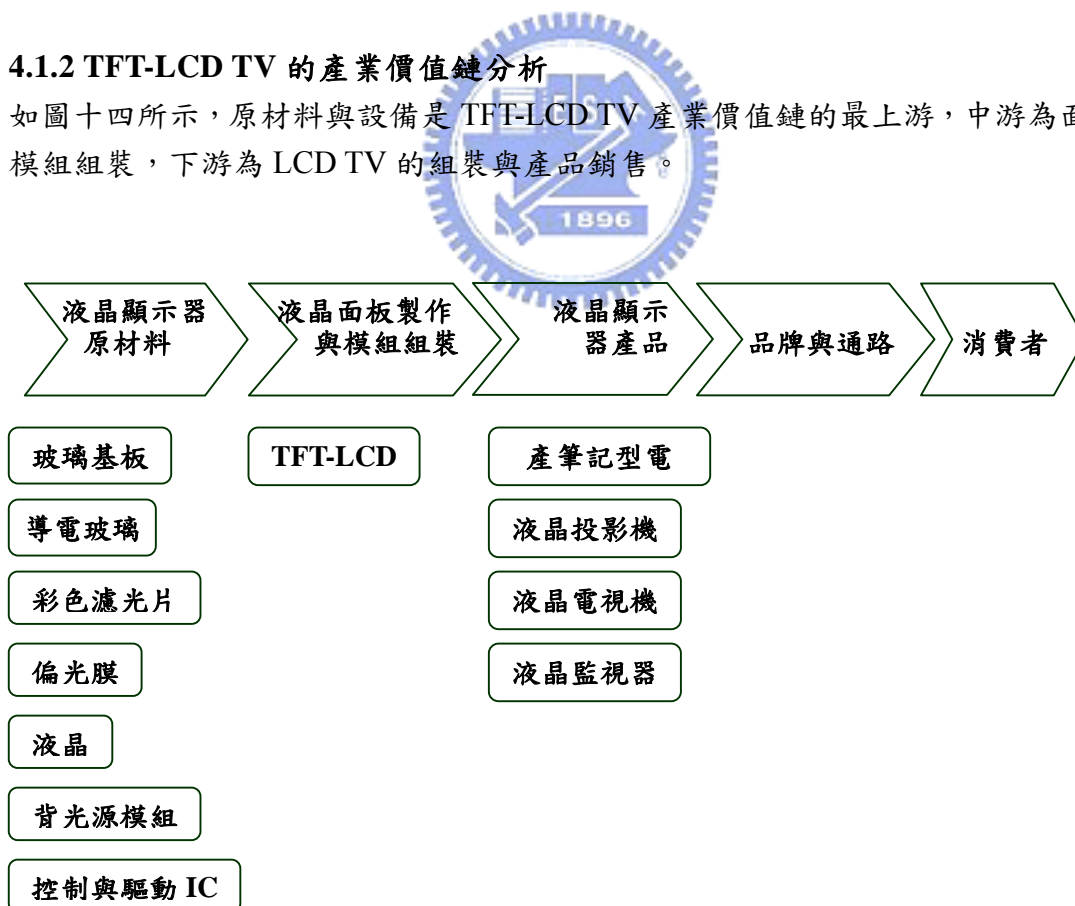 4.1.2 TFT-LCD TV 的產業價值鏈分析
如圖十四所示，原材料與設備是 TFT-LCD TV 產業價值鏈的最上游，中游為面
模組組裝，下游為 LCD TV 的組裝與產品銷售。
1896
液晶顯示器
原材料
液晶面板製作
與模組組裝
液晶顯示
器產品
品牌與通路
消費者
玻璃基板
TFT-LCD
產筆記型電
導電玻璃
液晶投影機
彩色濾光片
液晶電視機
偏光膜
液晶監視器
液晶
背光源模組
控制與驅動 IC